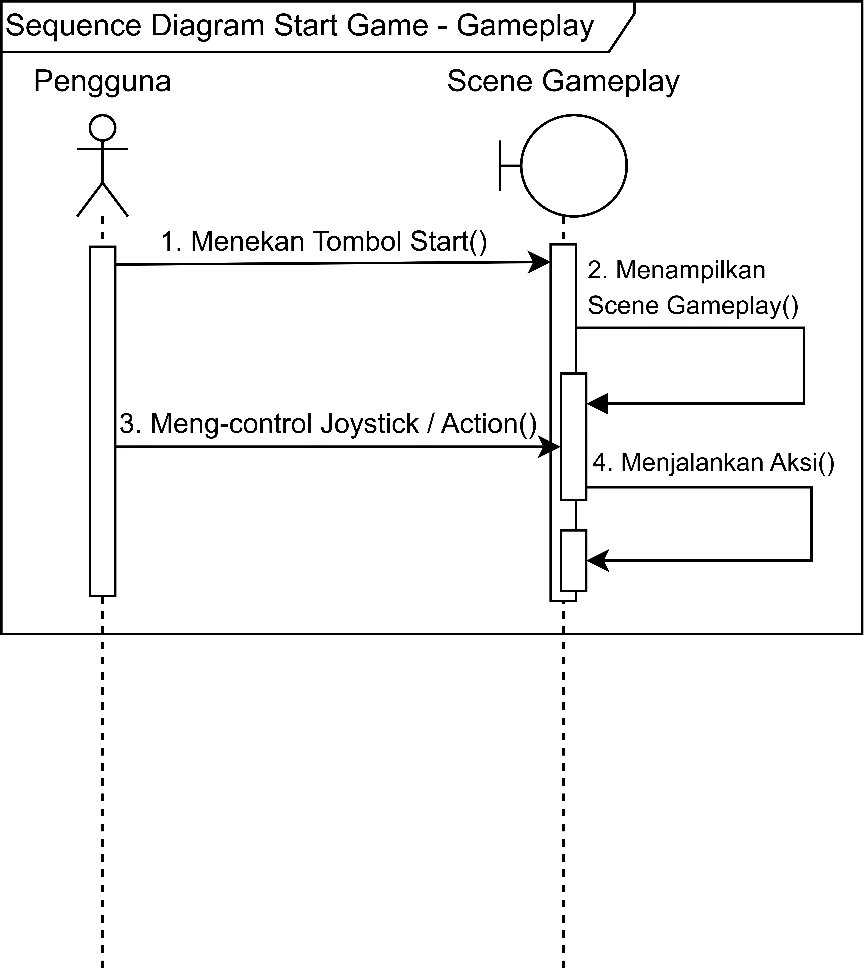 Sequence Diagram Start Game - Gameplay
Pengguna
Scene Gameplay
1. Menekan Tombol Start()
2. Menampilkan
Scene Gameplay()
3. Meng-control Joystick / Action()
4. Menjalankan Aksi()